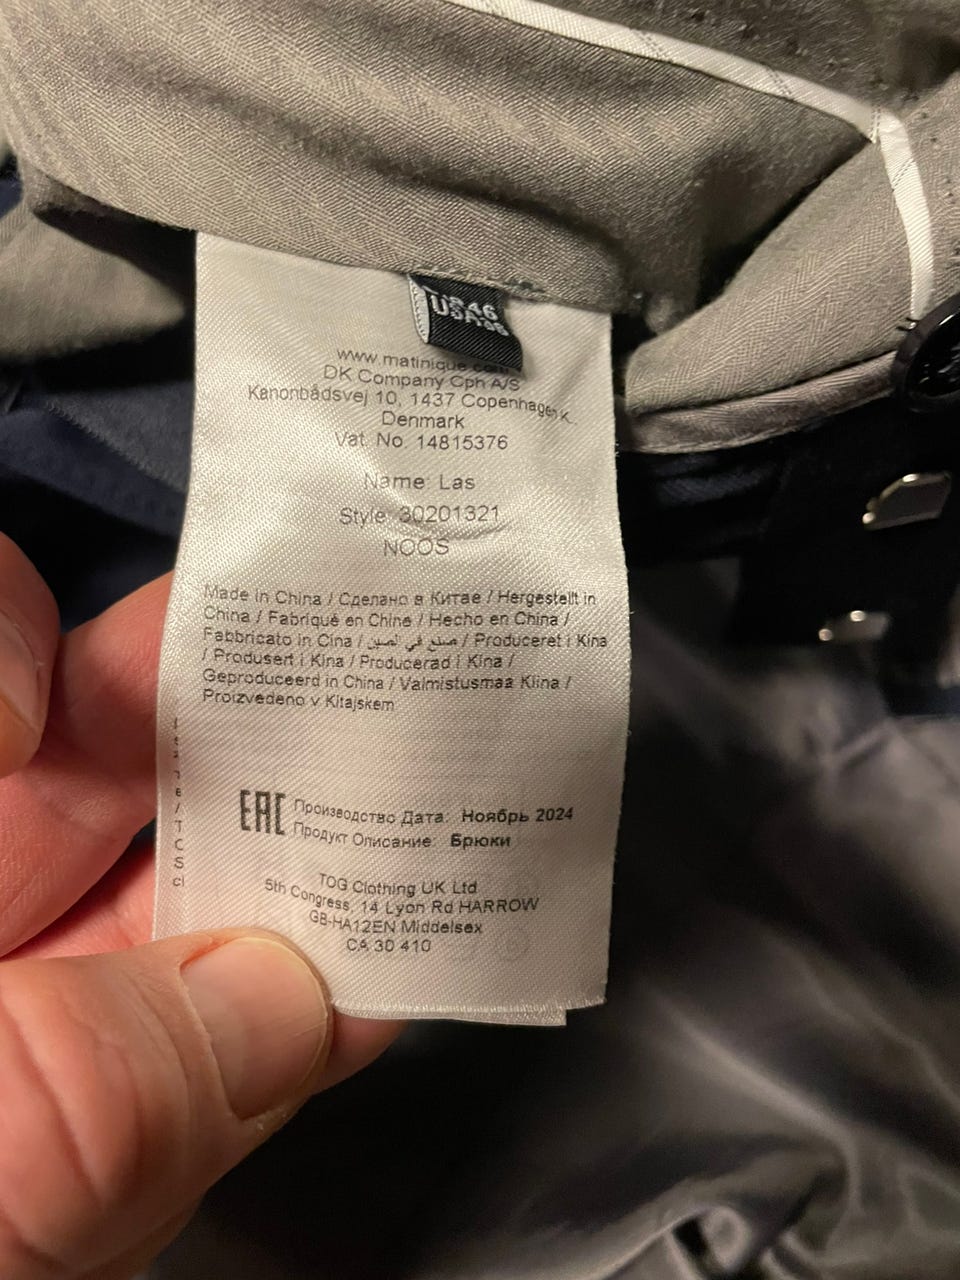 www.matinique.com
DK Company Cph A/S
Kanonbådsvej 10, 1437 Copenhagen K.
Denmark
Vat. No. 14815376
Name: Las
Style: 30201321
NOOS
Made in China / Сделано в Китае / Hergestellt in
China / Fabriqué en Chine / Hecho en China /
Fabbricato in Cina / صنع في الصين / Produceret i Kina
/ Produsert i Kina / Producerad i Kina /
Geproduceerd in China / Valmistusmaa Kiina /
Proizvedeno v Kitajskem
EAC Производство Дата: Ноябрь 2024
Продукт Описание: Брюки
TOG Clothing UK Ltd
5th Congress, 14 Lyon Rd HARROW
GB-HA12EN Middelsex
CA 30 410